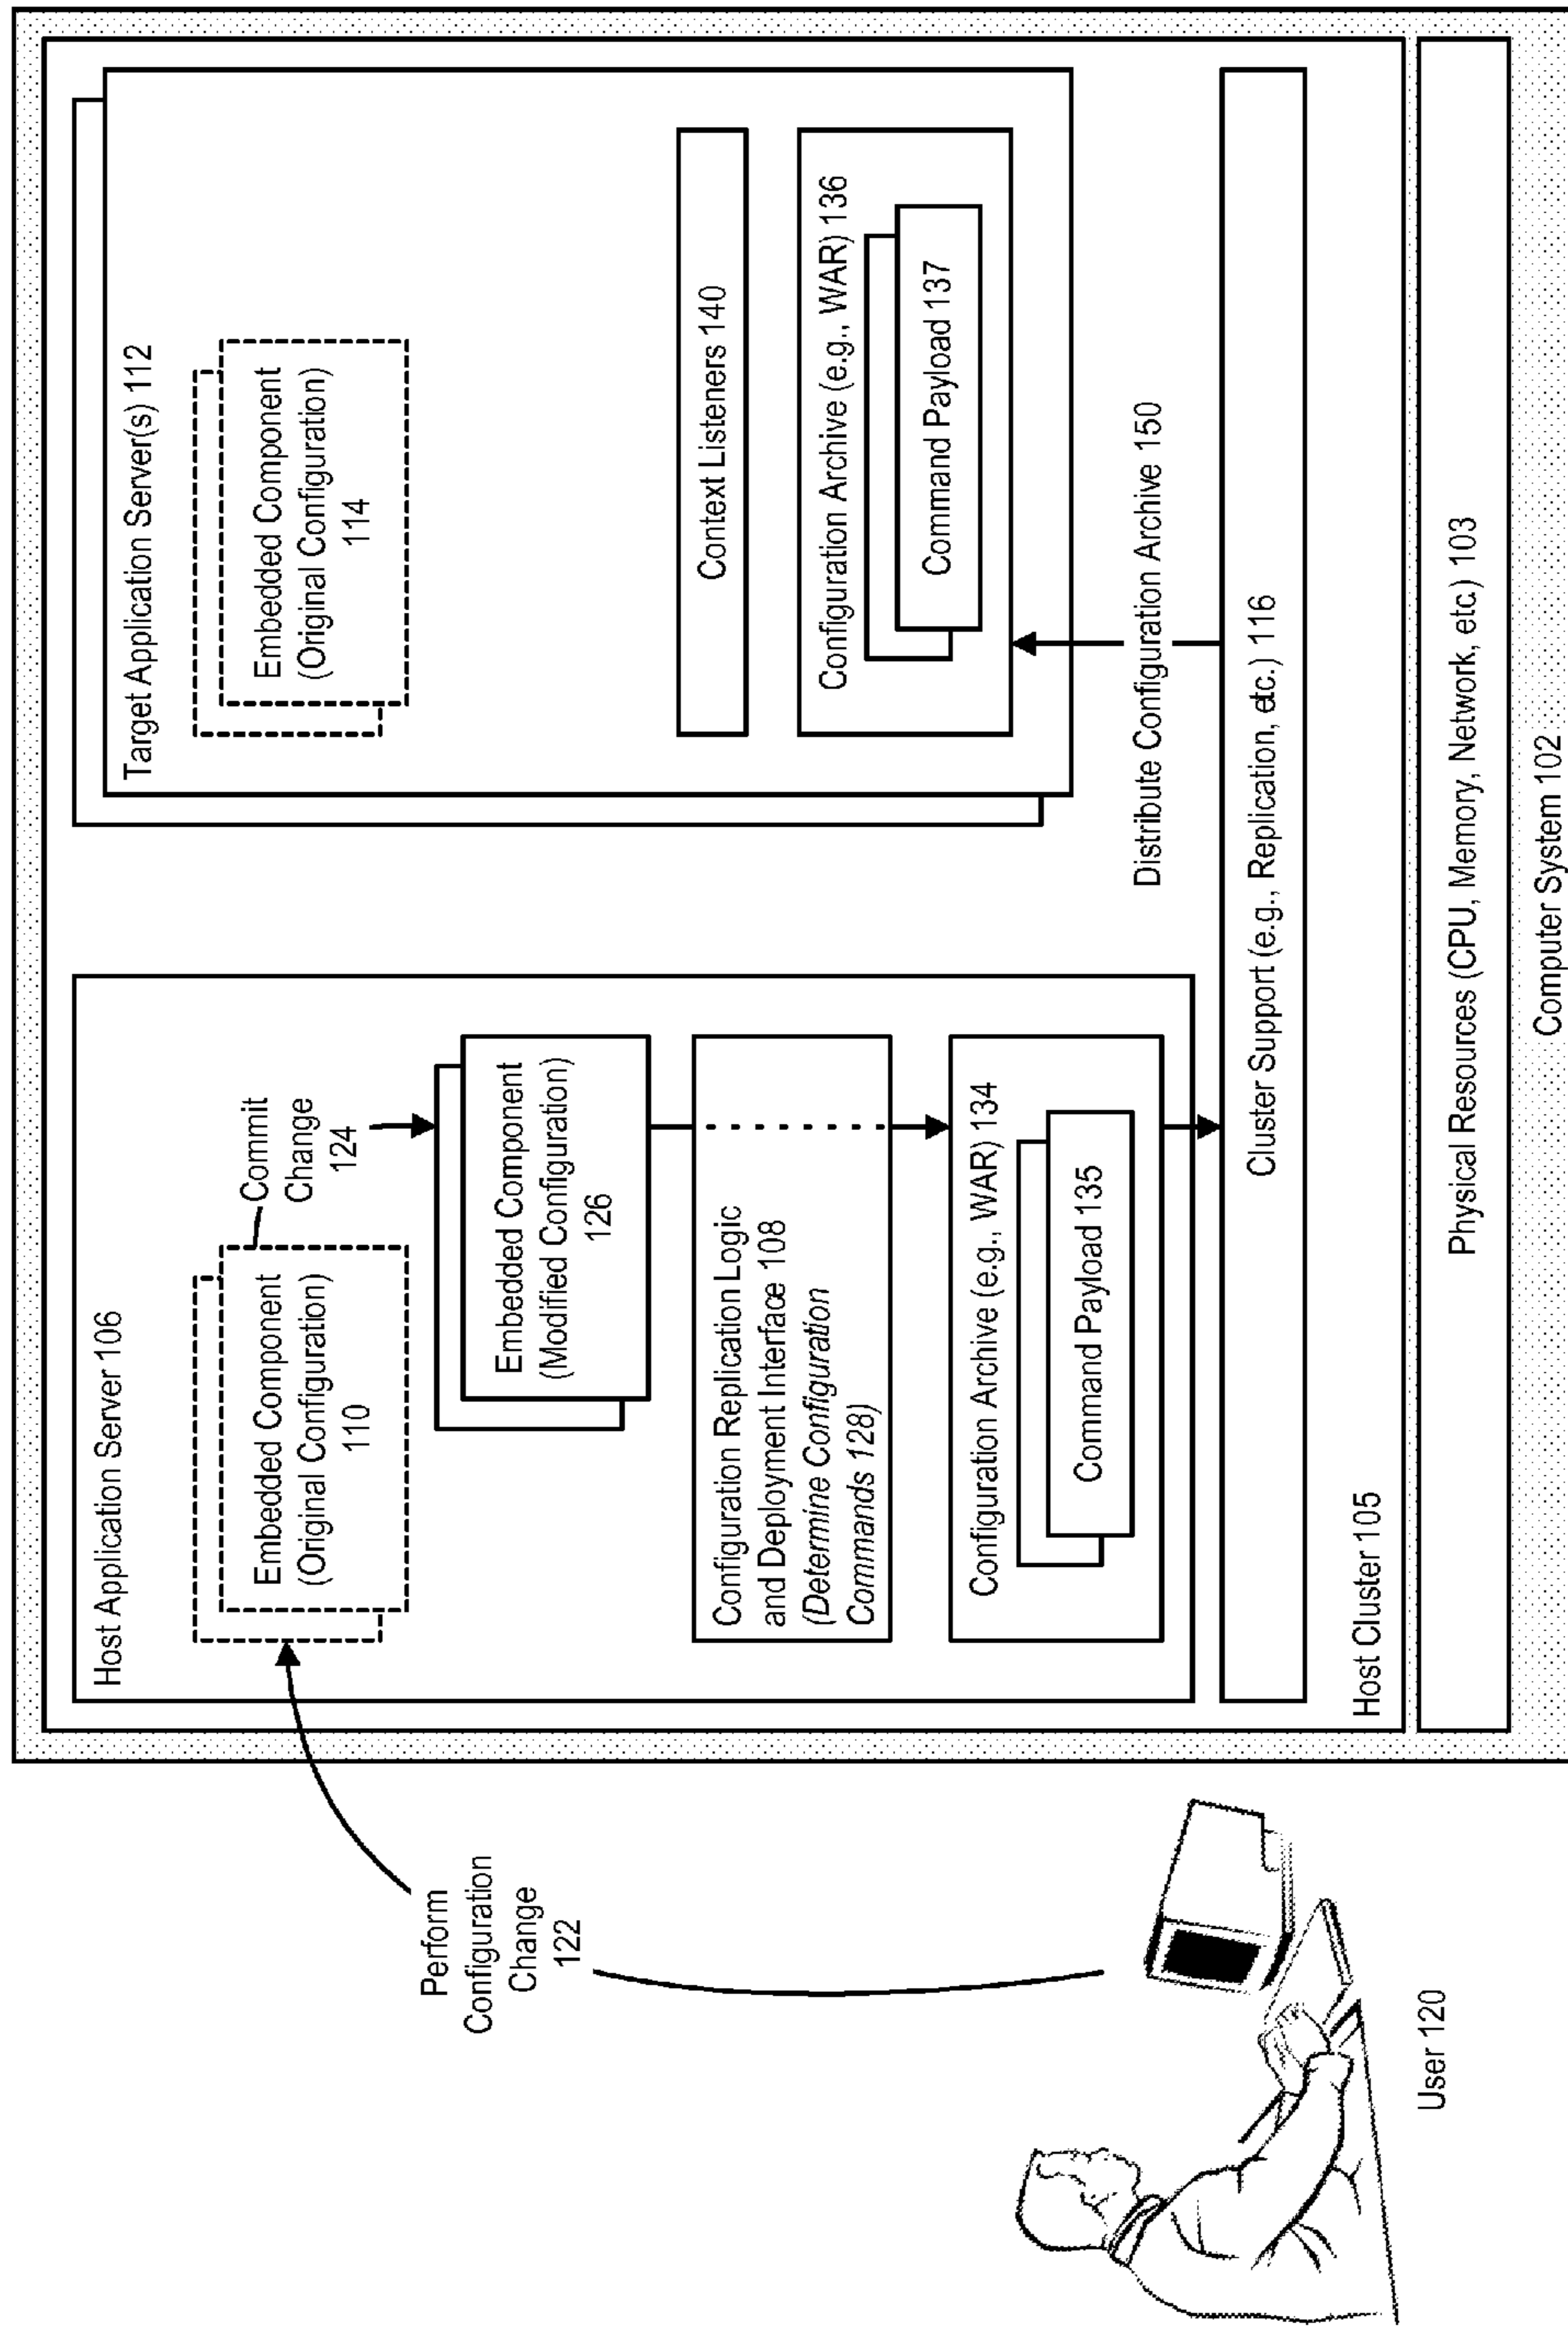 Host Application Server 106
Embedded Component
(Original Configuration)
110
Commit
Change
124
Embedded Component
(Modified Configuration)
126
Configuration Replication Logic
and Deployment Interface 108
(Determine Configuration
Commands 128)
Configuration Archive (e.g., WAR) 134
Command Payload 135
Target Application Server(s) 112
Embedded Component
(Original Configuration)
114
Context Listeners 140
Configuration Archive (e.g., WAR) 136
Command Payload 137
Distribute Configuration Archive 150
Cluster Support (e.g., Replication, etc.) 116
Host Cluster 105
Physical Resources (CPU, Memory, Network, etc.) 103
Computer System 102
Perform
Configuration
Change
122
User 120